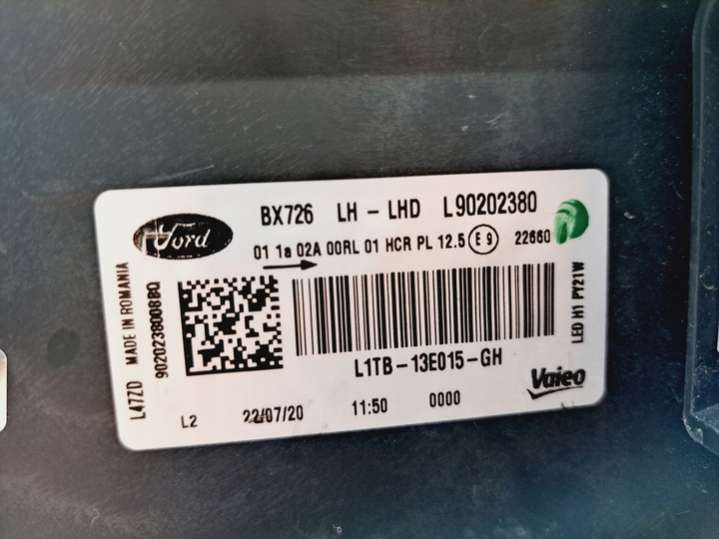 Ford
BX726 LH - LHD L90202380
01 1a 02A 00RL 01 HCR PL 12.5 E9 22660
L47ZD MADE IN ROMANIA
90202380088Q
LED H1 PY21W
L1TB-13E015-GH
Valeo
L2 22/07/20 11:50 0000